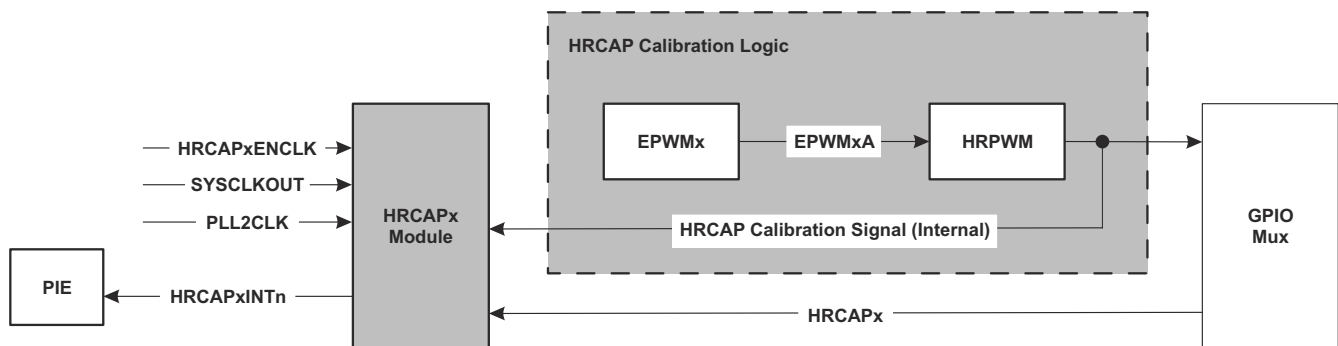 HRCAP Calibration Logic
EPWMx
EPWMxA
HRPWM
HRCAPxENCLK
SYSCLKOUT
PLL2CLK
HRCAPx
Module
HRCAP Calibration Signal (Internal)
GPIO
Mux
PIE
HRCAPxINTn
HRCAPx